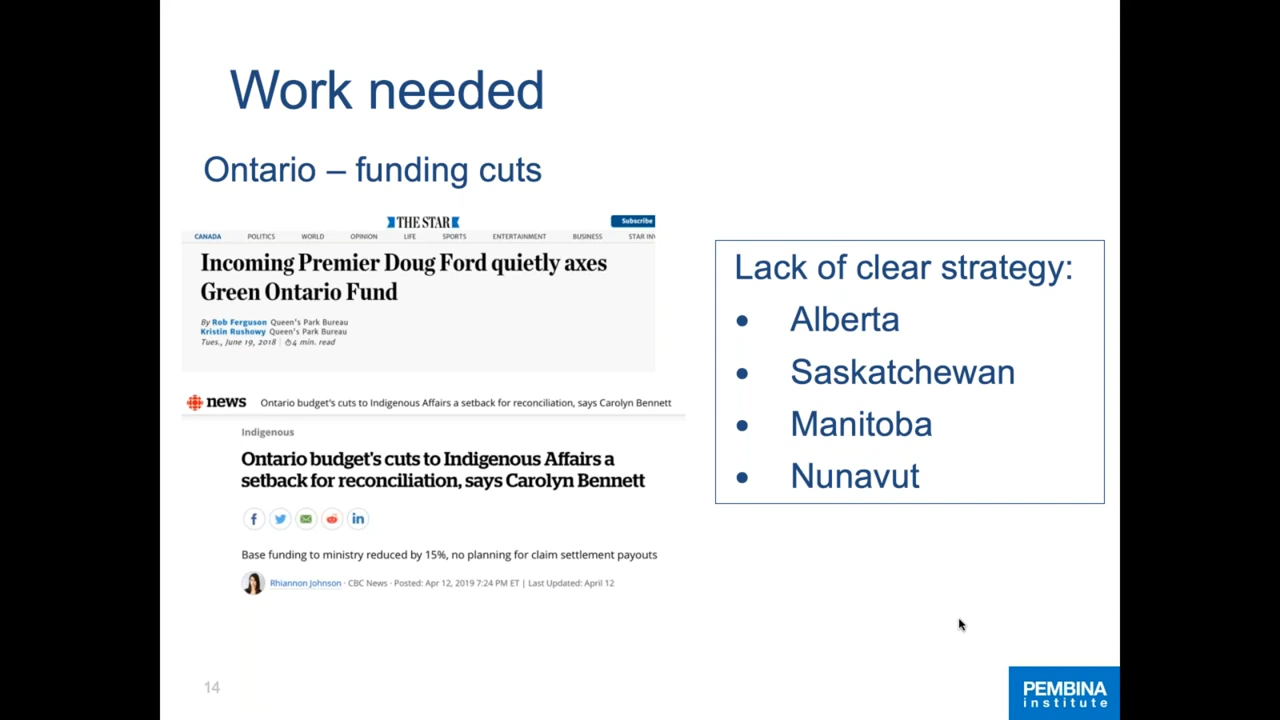 Work needed
Ontario – funding cuts
THE STAR
Subscribe
CANADA POLITICS WORLD OPINION LIFE SPORTS ENTERTAINMENT BUSINESS STAR
Incoming Premier Doug Ford quietly axes
Green Ontario Fund
By Rob Ferguson Queen's Park Bureau
Kristin Rushowy Queen's Park Bureau
Tues., June 19, 2018 | 4 min. read
news Ontario budget's cuts to Indigenous Affairs a setback for reconciliation, says Carolyn Bennett
Indigenous
Ontario budget's cuts to Indigenous Affairs a
setback for reconciliation, says Carolyn Bennett
Base funding to ministry reduced by 15%, no planning for claim settlement payouts
Rhiannon Johnson · CBC News · Posted: Apr 12, 2019 7:24 PM ET | Last Updated: April 12
Lack of clear strategy:
• Alberta
• Saskatchewan
• Manitoba
• Nunavut
14
PEMBINA
institute